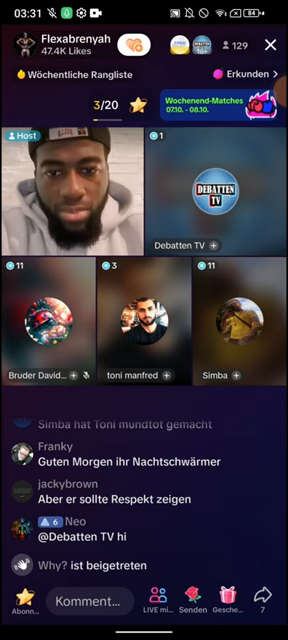 03:31
84
Flexabrenyah
47.4K Likes
10+
129
Wöchentliche Rangliste
Erkunden >
3/20
Wochenend-Matches
07.10. - 08.10.
Host
1
DEBATTEN
TV
Debatten TV
11
3
11
Bruder David...
toni manfred
Simba
Simba hat Toni mundtot gemacht
Franky
Guten Morgen ihr Nachtschwärmer
jackybrown
Aber er sollte Respekt zeigen
6 Neo
@Debatten TV hi
Why? ist beigetreten
Komment...
Abonn...
LIVE mi...
Senden
Gesche...
7